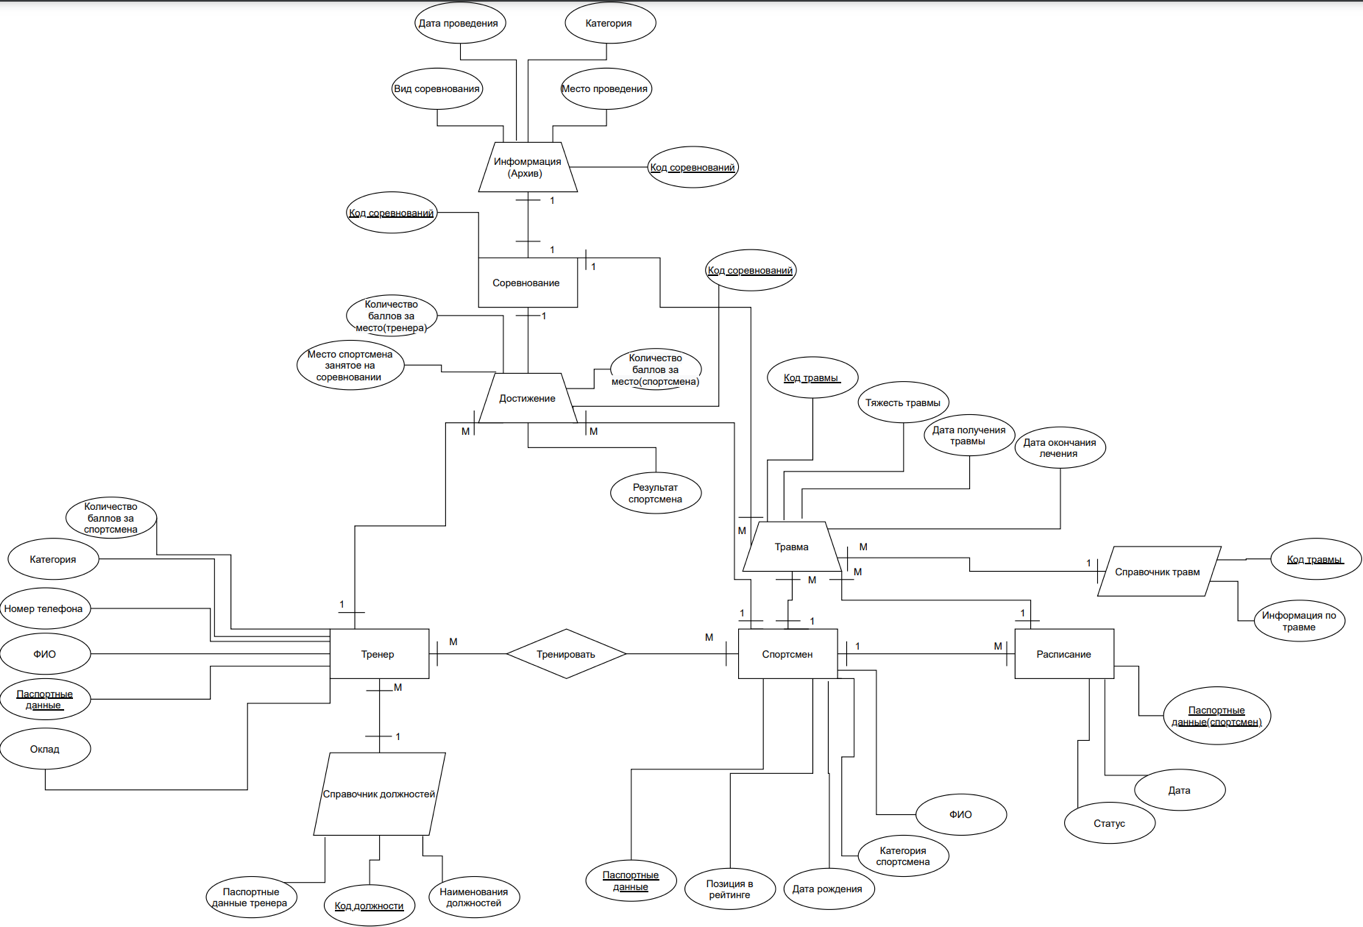 Дата проведения
Категория
Вид соревнования
Место проведения
Инфомрмация
(Архив)
Код соревнований
1
Код соревнований
1
1
Код соревнований
Соревнование
Количество
баллов за
место(тренера)
1
Место спортсмена
занятое на
соревновании
Количество
баллов за
место(спортсмена)
Код травмы
Достижение
Тяжесть травмы
M
M
Дата получения
травмы
Дата окончания
лечения
Результат
спортсмена
Количество
баллов за
спортсмена
M
Травма
M
Категория
1
Справочник травм
Код травмы
M
M
Номер телефона
1
1
1
1
Информация по
травме
ФИО
Тренер
M
Тренировать
M
Спортсмен
1
M
Расписание
Паспортные
данные
M
Паспортные
данные(спортсмен)
Оклад
1
Справочник должностей
Дата
ФИО
Статус
Категория
спортсмена
Паспортные
данные
Позиция в
рейтинге
Дата рождения
Паспортные
данные тренера
Код должности
Наименования
должностей